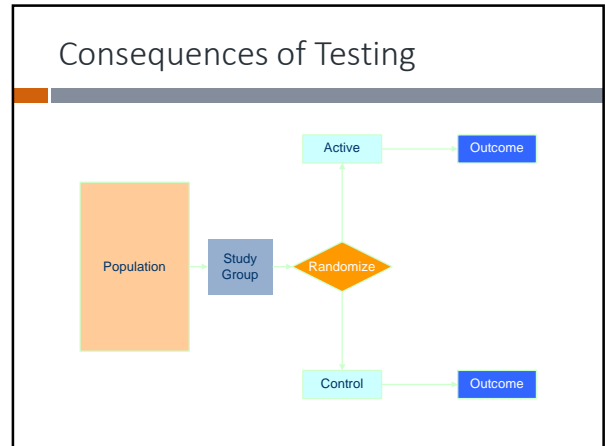 Consequences of Testing
Active
Outcome
Population
Study
Group
Randomize
Control
Outcome